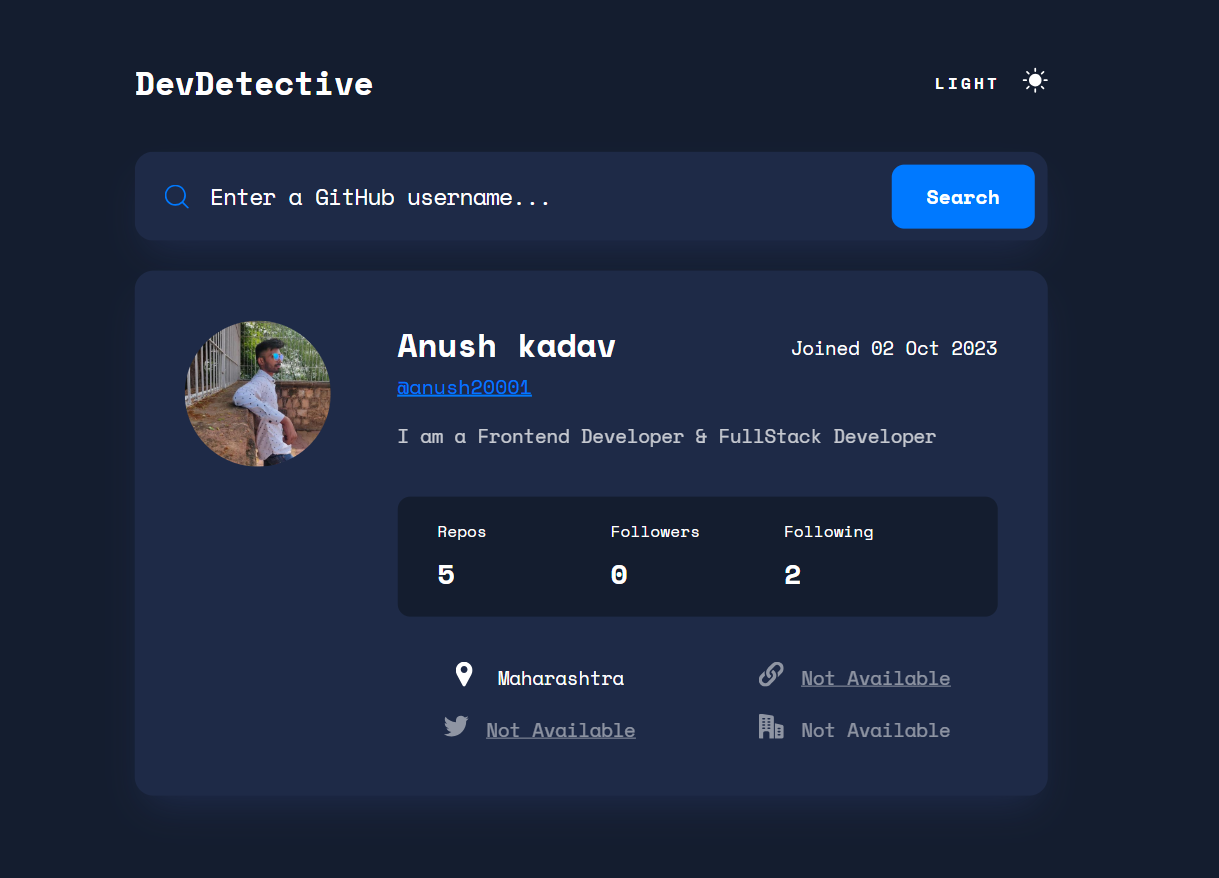 DevDetective
LIGHT
Enter a GitHub username...
Search
Anush kadav
Joined 02 Oct 2023
@anush20001
I am a Frontend Developer & FullStack Developer
Repos Followers Following
5 0 2
Maharashtra
Not Available
Not Available
Not Available